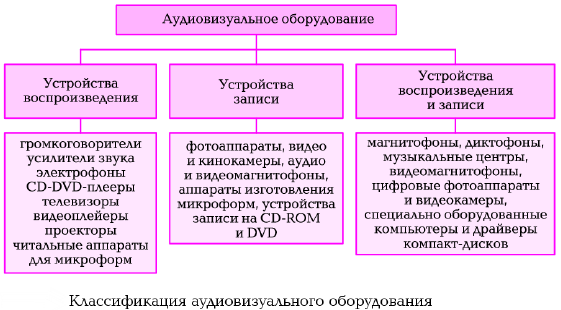 Аудиовизуальное оборудование
Устройства
воспроизведения
громкоговорители
усилители звука
электрофоны
CD-DVD-плееры
телевизоры
видеоплейеры
проекторы
читальные аппараты
для микроформ
Устройства
записи
фотоаппараты, видео
и кинокамеры, аудио
и видеомагнитофоны,
аппараты изготовления
микроформ, устройства
записи на CD-ROM
и DVD
Устройства
воспроизведения
и записи
магнитофоны, диктофоны,
музыкальные центры,
видеомагнитофоны,
цифровые фотоаппараты
и видеокамеры,
специально оборудованные
компьютеры и драйверы
компакт-дисков
Классификация аудиовизуального оборудования